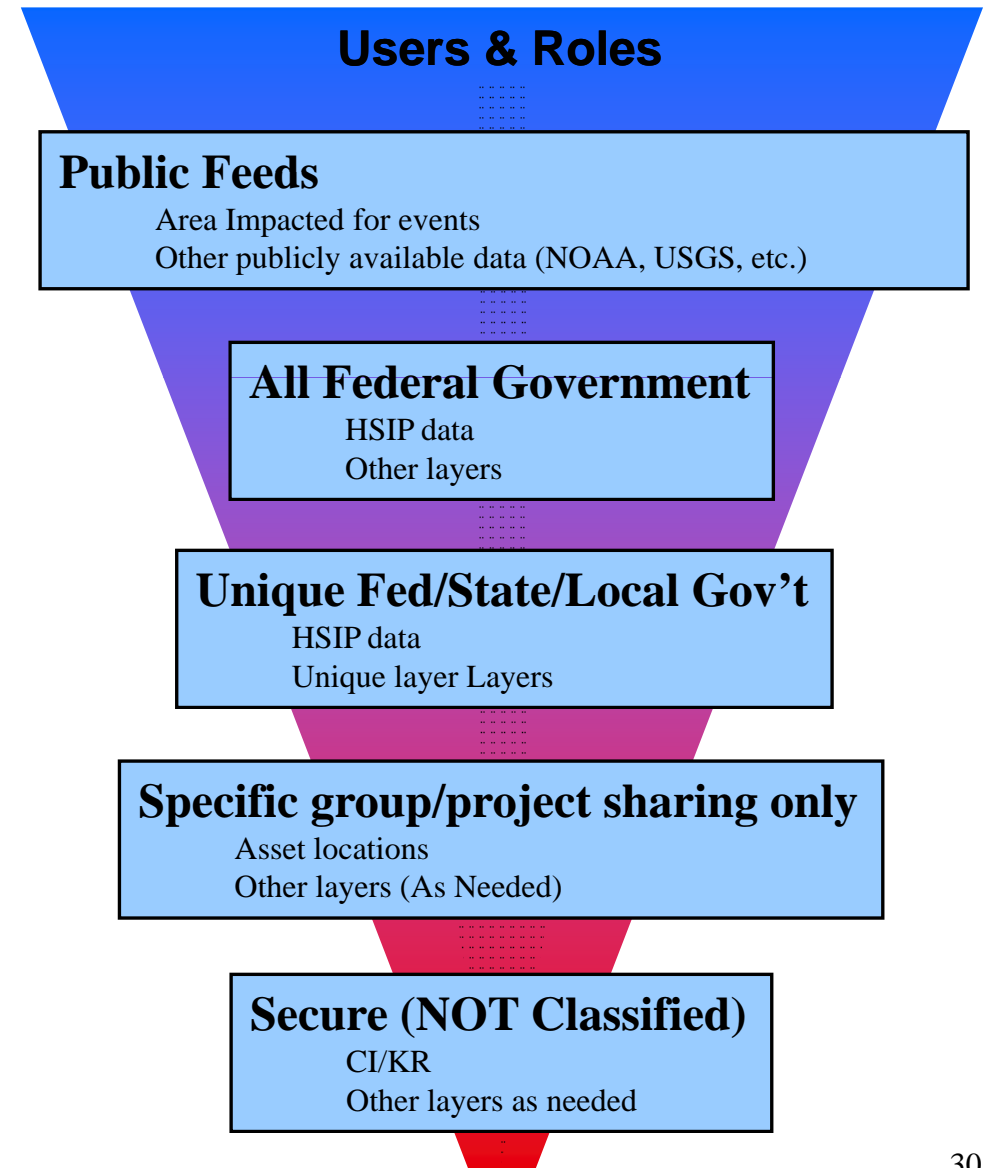 Users & Roles
Public Feeds
Area Impacted for events
Other publicly available data (NOAA, USGS, etc.)
All Federal Government
HSIP data
Other layers
Unique Fed/State/Local Gov’t
HSIP data
Unique layer Layers
Specific group/project sharing only
Asset locations
Other layers (As Needed)
Secure (NOT Classified)
CI/KR
Other layers as needed
30